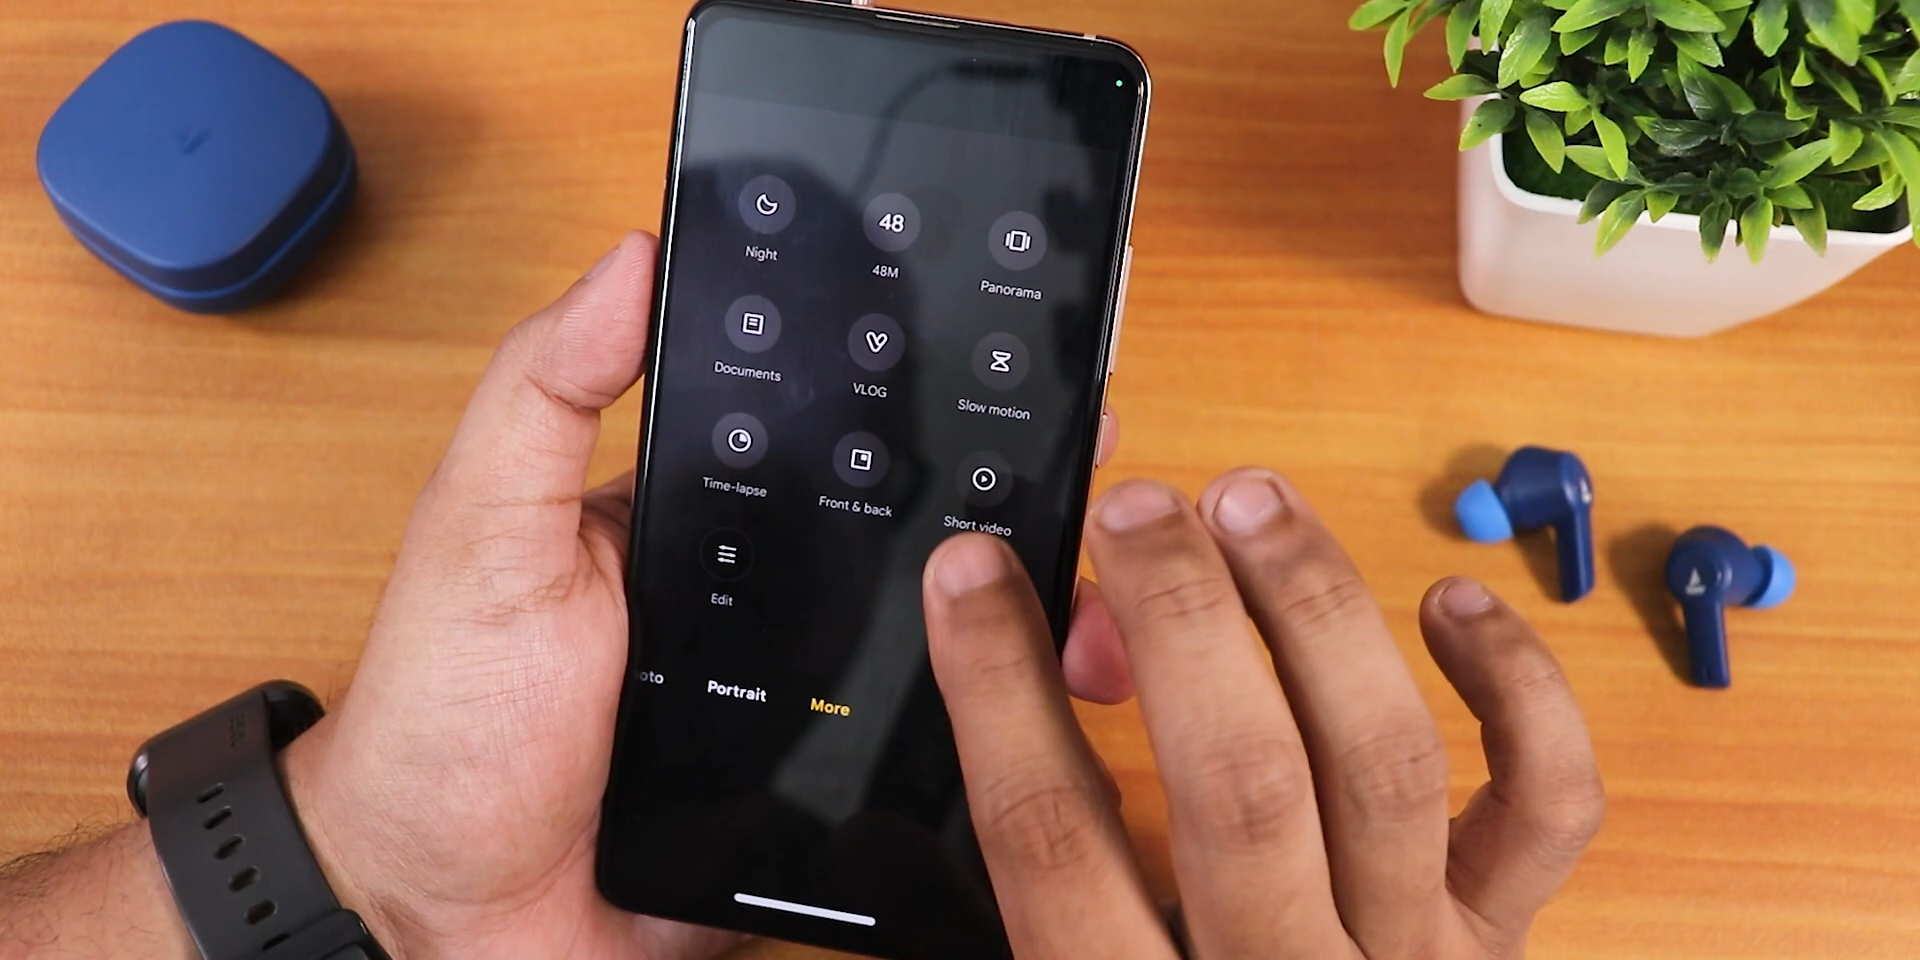 Night
48
48M
Panorama
Documents
VLOG
Slow motion
Time-lapse
Front & back
Short video
Edit
oto
Portrait
More